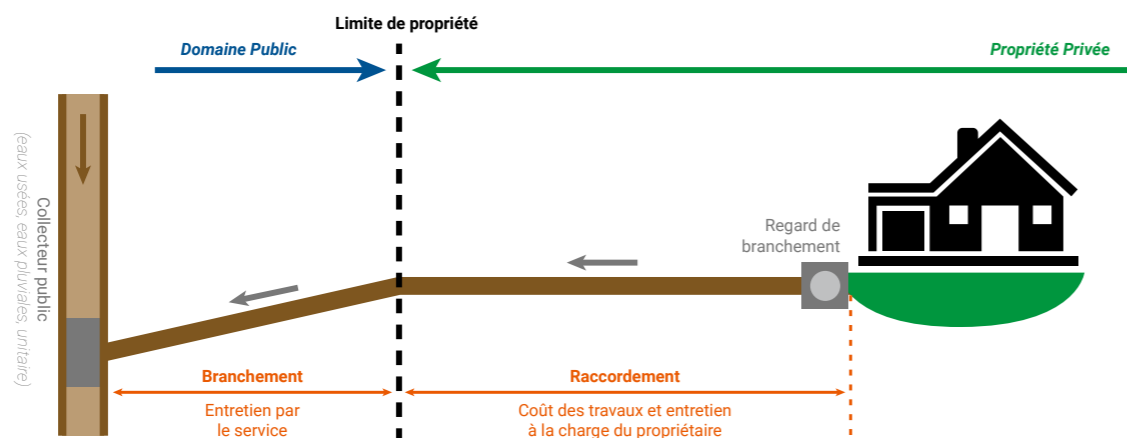 Limite de propriété
Domaine Public
Propriété Privée
Collecteur public
(eaux usées, eaux pluviales, unitaire)
Regard de
branchement
Branchement
Entretien par
le service
Raccordement
Coût des travaux et entretien
à la charge du propriétaire